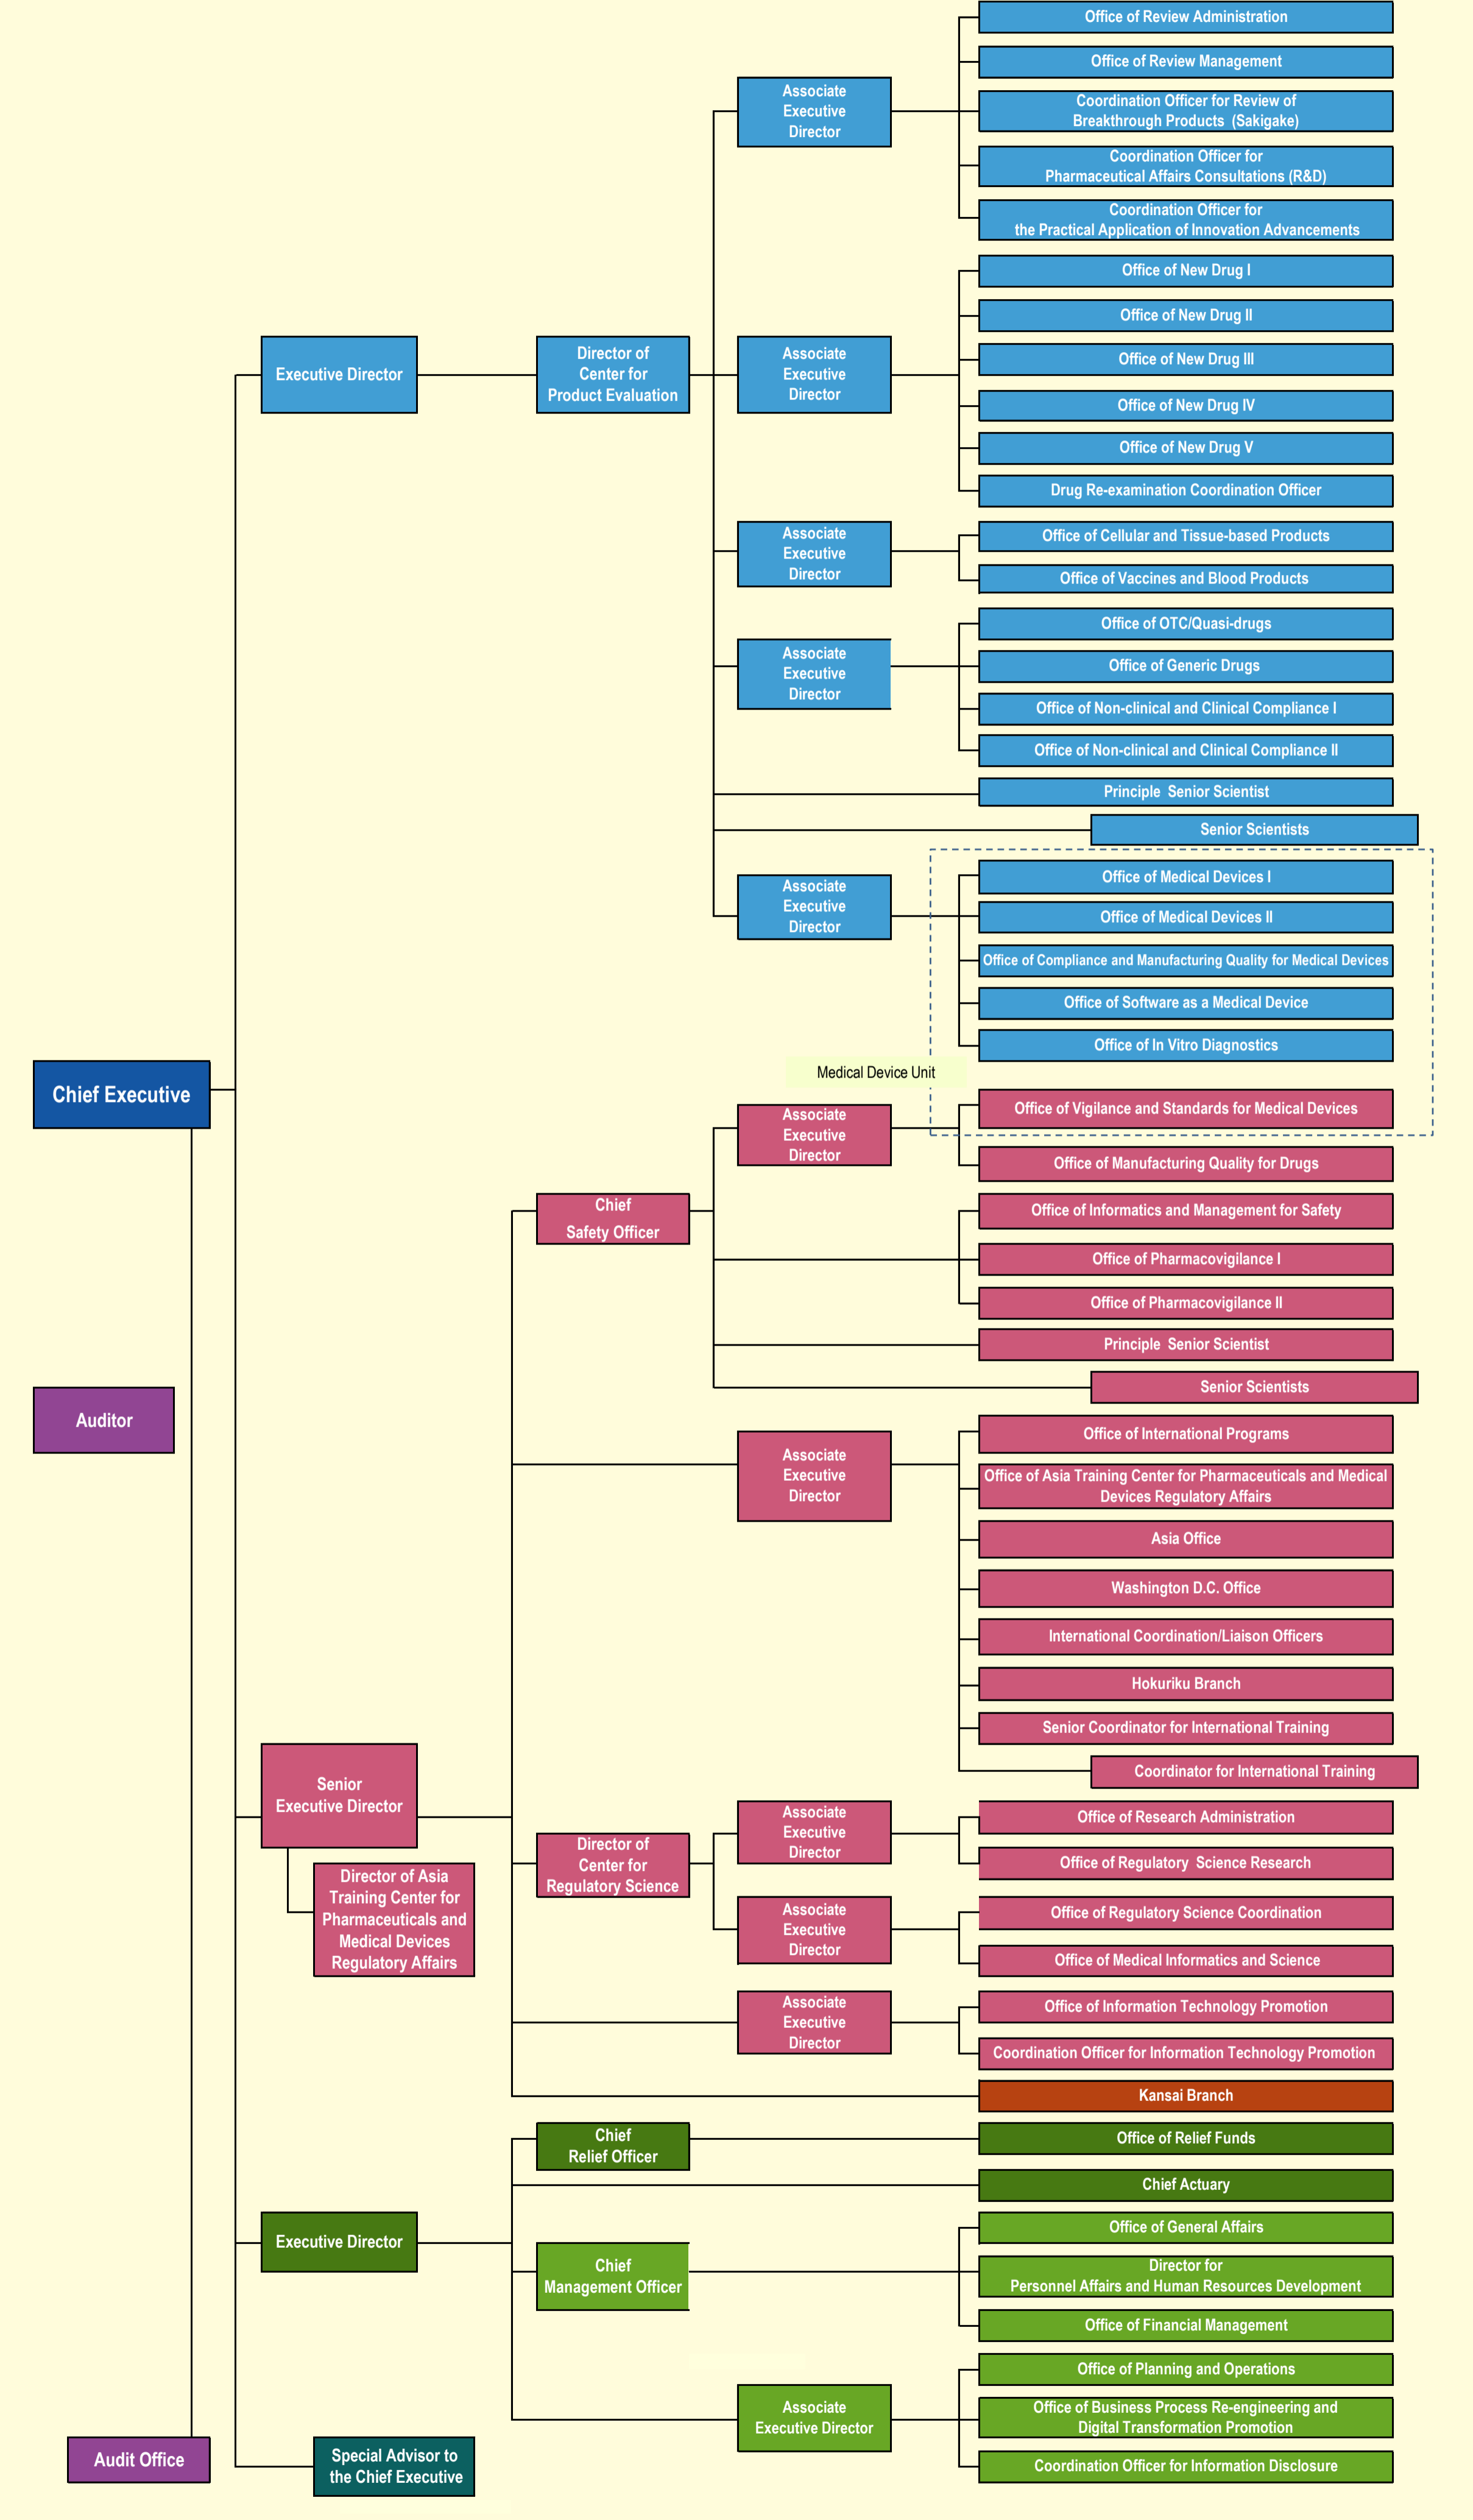 Office of Review Administration
Office of Review Management
Associate
Executive
Director
Coordination Officer for Review of
Breakthrough Products (Sakigake)
Coordination Officer for
Pharmaceutical Affairs Consultations (R&D)
Coordination Officer for
the Practical Application of Innovation Advancements
Office of New Drug I
Office of New Drug II
Executive Director
Director of
Center for
Product Evaluation
Associate
Executive
Director
Office of New Drug III
Office of New Drug IV
Office of New Drug V
Drug Re-examination Coordination Officer
Associate
Executive
Director
Office of Cellular and Tissue-based Products
Office of Vaccines and Blood Products
Office of OTC/Quasi-drugs
Associate
Executive
Director
Office of Generic Drugs
Office of Non-clinical and Clinical Compliance I
Office of Non-clinical and Clinical Compliance II
Principle Senior Scientist
Senior Scientists
Associate
Executive
Director
Office of Medical Devices I
Office of Medical Devices II
Office of Compliance and Manufacturing Quality for Medical Devices
Office of Software as a Medical Device
Office of In Vitro Diagnostics
Medical Device Unit
Chief Executive
Associate
Executive
Director
Office of Vigilance and Standards for Medical Devices
Office of Manufacturing Quality for Drugs
Chief
Safety Officer
Office of Informatics and Management for Safety
Office of Pharmacovigilance I
Office of Pharmacovigilance II
Principle Senior Scientist
Senior Scientists
Auditor
Associate
Executive
Director
Office of International Programs
Office of Asia Training Center for Pharmaceuticals and Medical
Devices Regulatory Affairs
Asia Office
Washington D.C. Office
International Coordination/Liaison Officers
Hokuriku Branch
Senior Coordinator for International Training
Coordinator for International Training
Senior
Executive Director
Director of Asia
Training Center for
Pharmaceuticals and
Medical Devices
Regulatory Affairs
Director of
Center for
Regulatory Science
Associate
Executive
Director
Office of Research Administration
Office of Regulatory Science Research
Associate
Executive
Director
Office of Regulatory Science Coordination
Office of Medical Informatics and Science
Associate
Executive
Director
Office of Information Technology Promotion
Coordination Officer for Information Technology Promotion
Kansai Branch
Chief
Relief Officer
Office of Relief Funds
Chief Actuary
Executive Director
Chief
Management Officer
Office of General Affairs
Director for
Personnel Affairs and Human Resources Development
Office of Financial Management
Associate
Executive Director
Office of Planning and Operations
Office of Business Process Re-engineering and
Digital Transformation Promotion
Coordination Officer for Information Disclosure
Audit Office
Special Advisor to
the Chief Executive